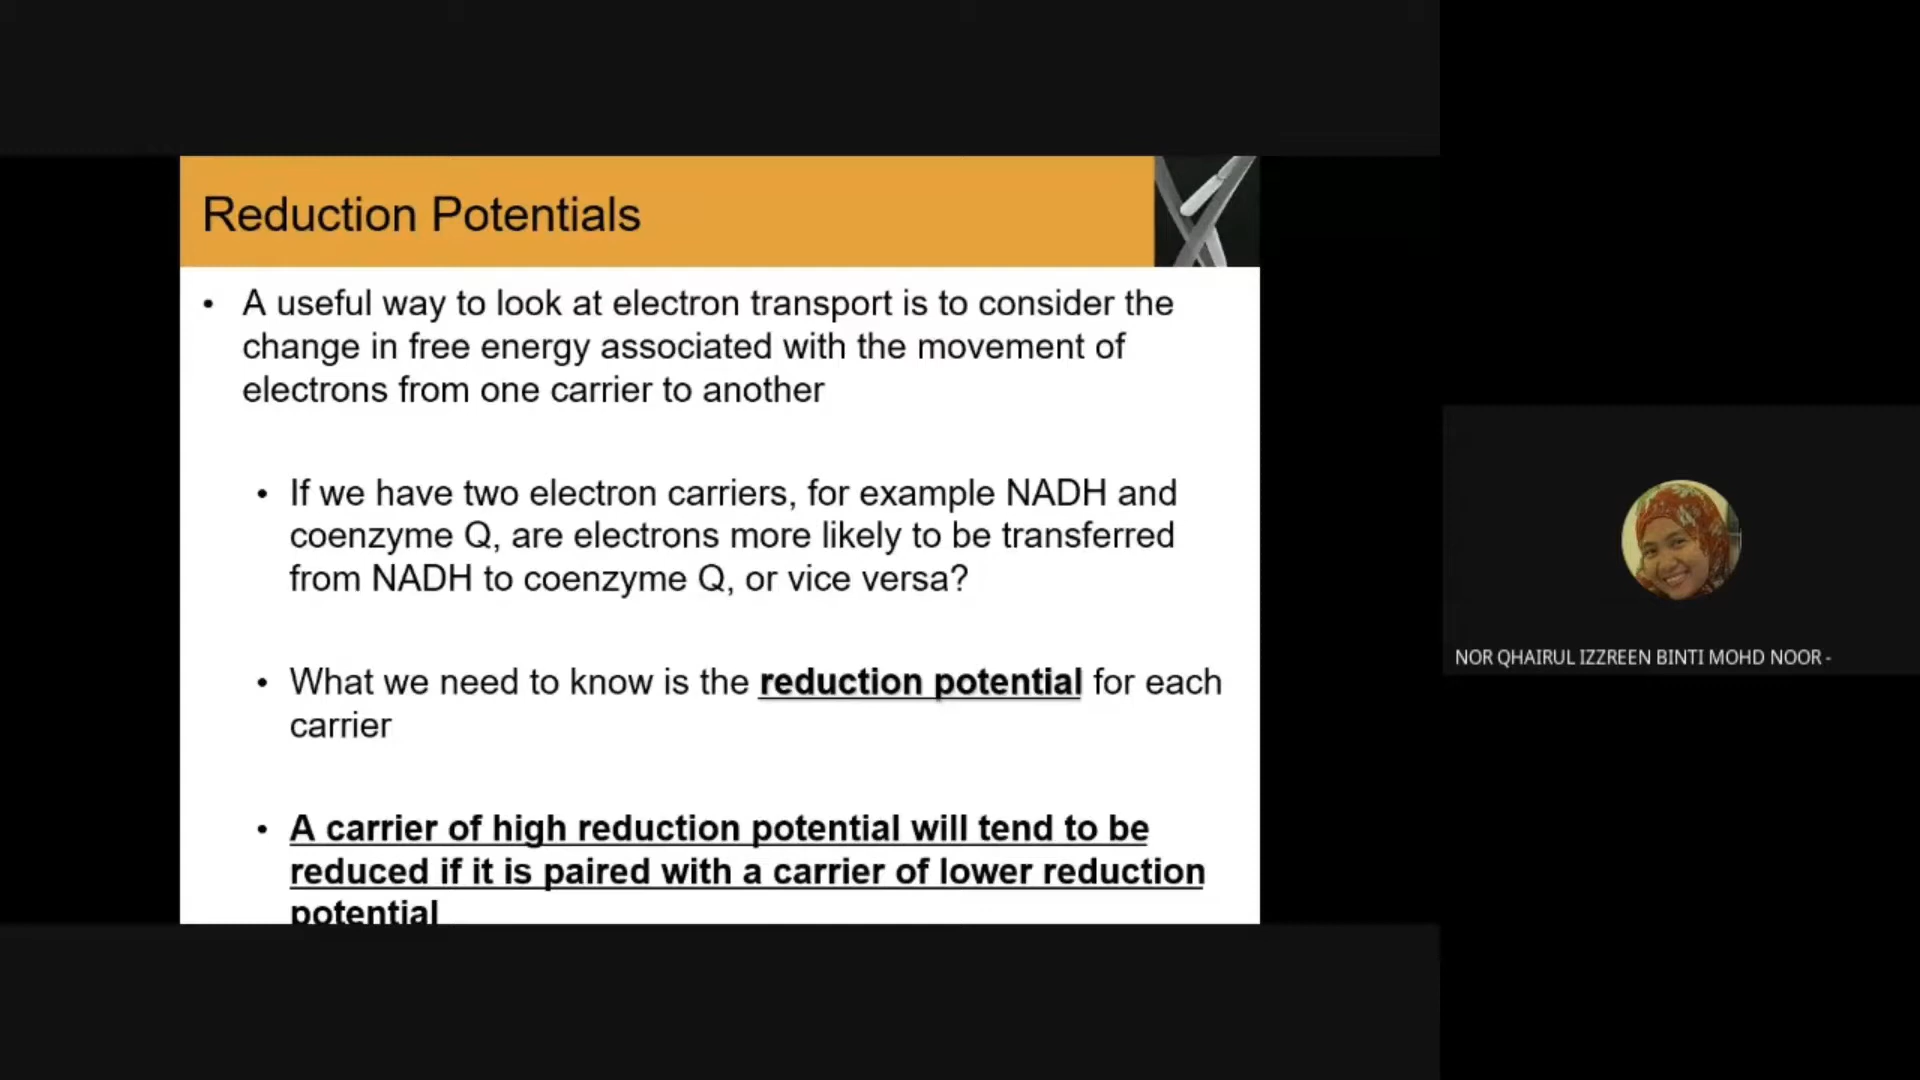 Reduction Potentials
• A useful way to look at electron transport is to consider the
change in free energy associated with the movement of
electrons from one carrier to another
• If we have two electron carriers, for example NADH and
coenzyme Q, are electrons more likely to be transferred
from NADH to coenzyme Q, or vice versa?
• What we need to know is the reduction potential for each
carrier
• A carrier of high reduction potential will tend to be
reduced if it is paired with a carrier of lower reduction
potential
NOR QHAIRUL IZZREEN BINTI MOHD NOOR -